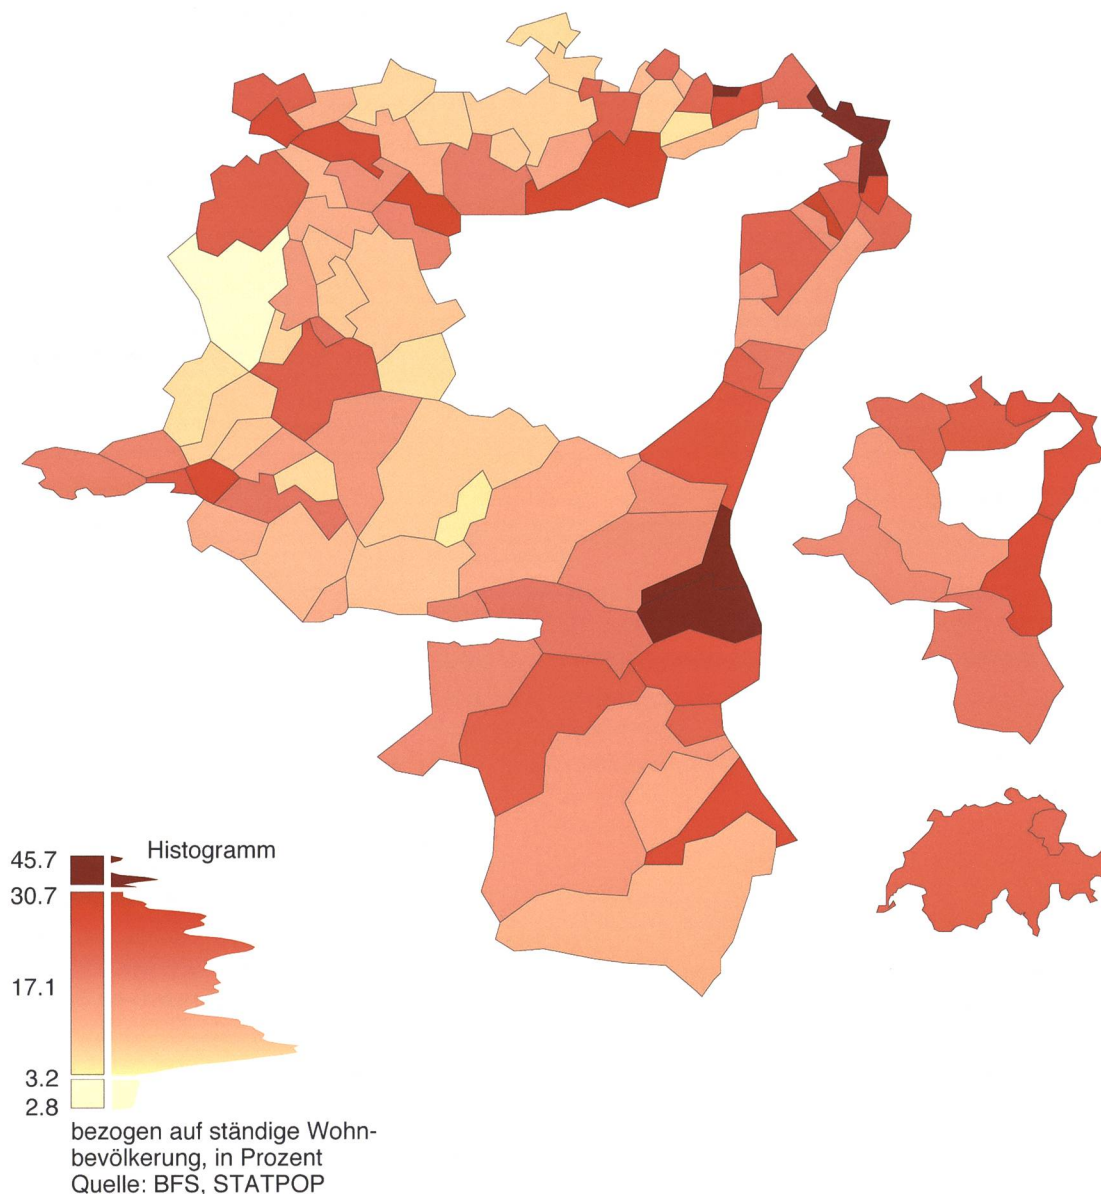 Histogramm
45.7
30.7
17.1
3.2
2.8
bezogen auf ständige Wohn-
bevölkerung, in Prozent
Quelle: BFS, STATPOP